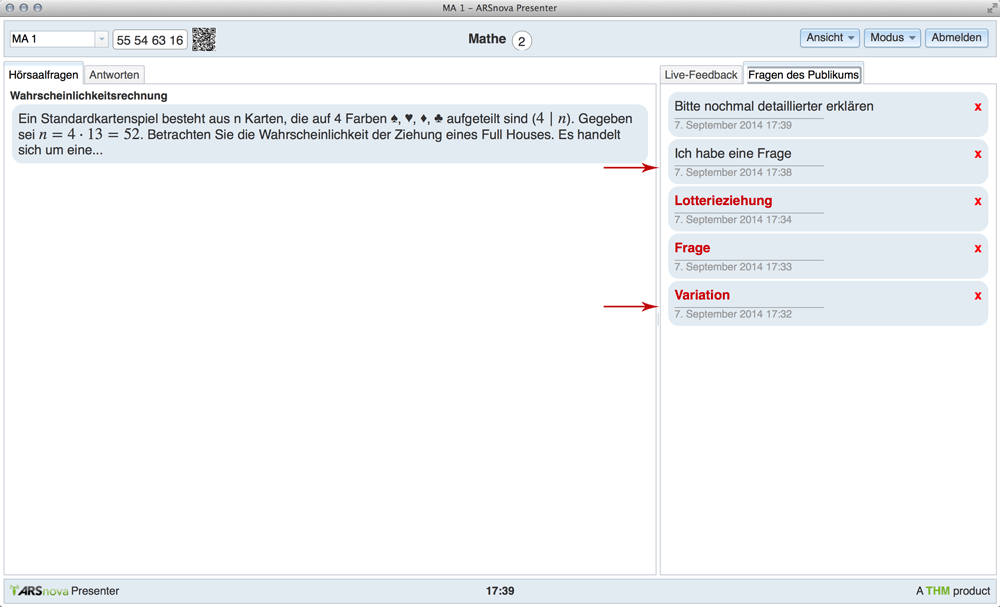 MA 1 – ARSnova Presenter
MA 1
55 54 63 16
Mathe 2
Ansicht
Modus
Abmelden
Hörsaalfragen
Antworten
Wahrscheinlichkeitsrechnung
Ein Standardkartenspiel besteht aus n Karten, die auf 4 Farben ♠, ♥, ♦, ♣ aufgeteilt sind (4 | n). Gegeben
sei n = 4 · 13 = 52. Betrachten Sie die Wahrscheinlichkeit der Ziehung eines Full Houses. Es handelt
sich um eine...
Live-Feedback
Fragen des Publikums
Bitte nochmal detaillierter erklären x
7. September 2014 17:39
Ich habe eine Frage x
7. September 2014 17:38
Lotterieziehung x
7. September 2014 17:34
Frage x
7. September 2014 17:33
Variation x
7. September 2014 17:32
ARSnova Presenter
17:39
A THM product